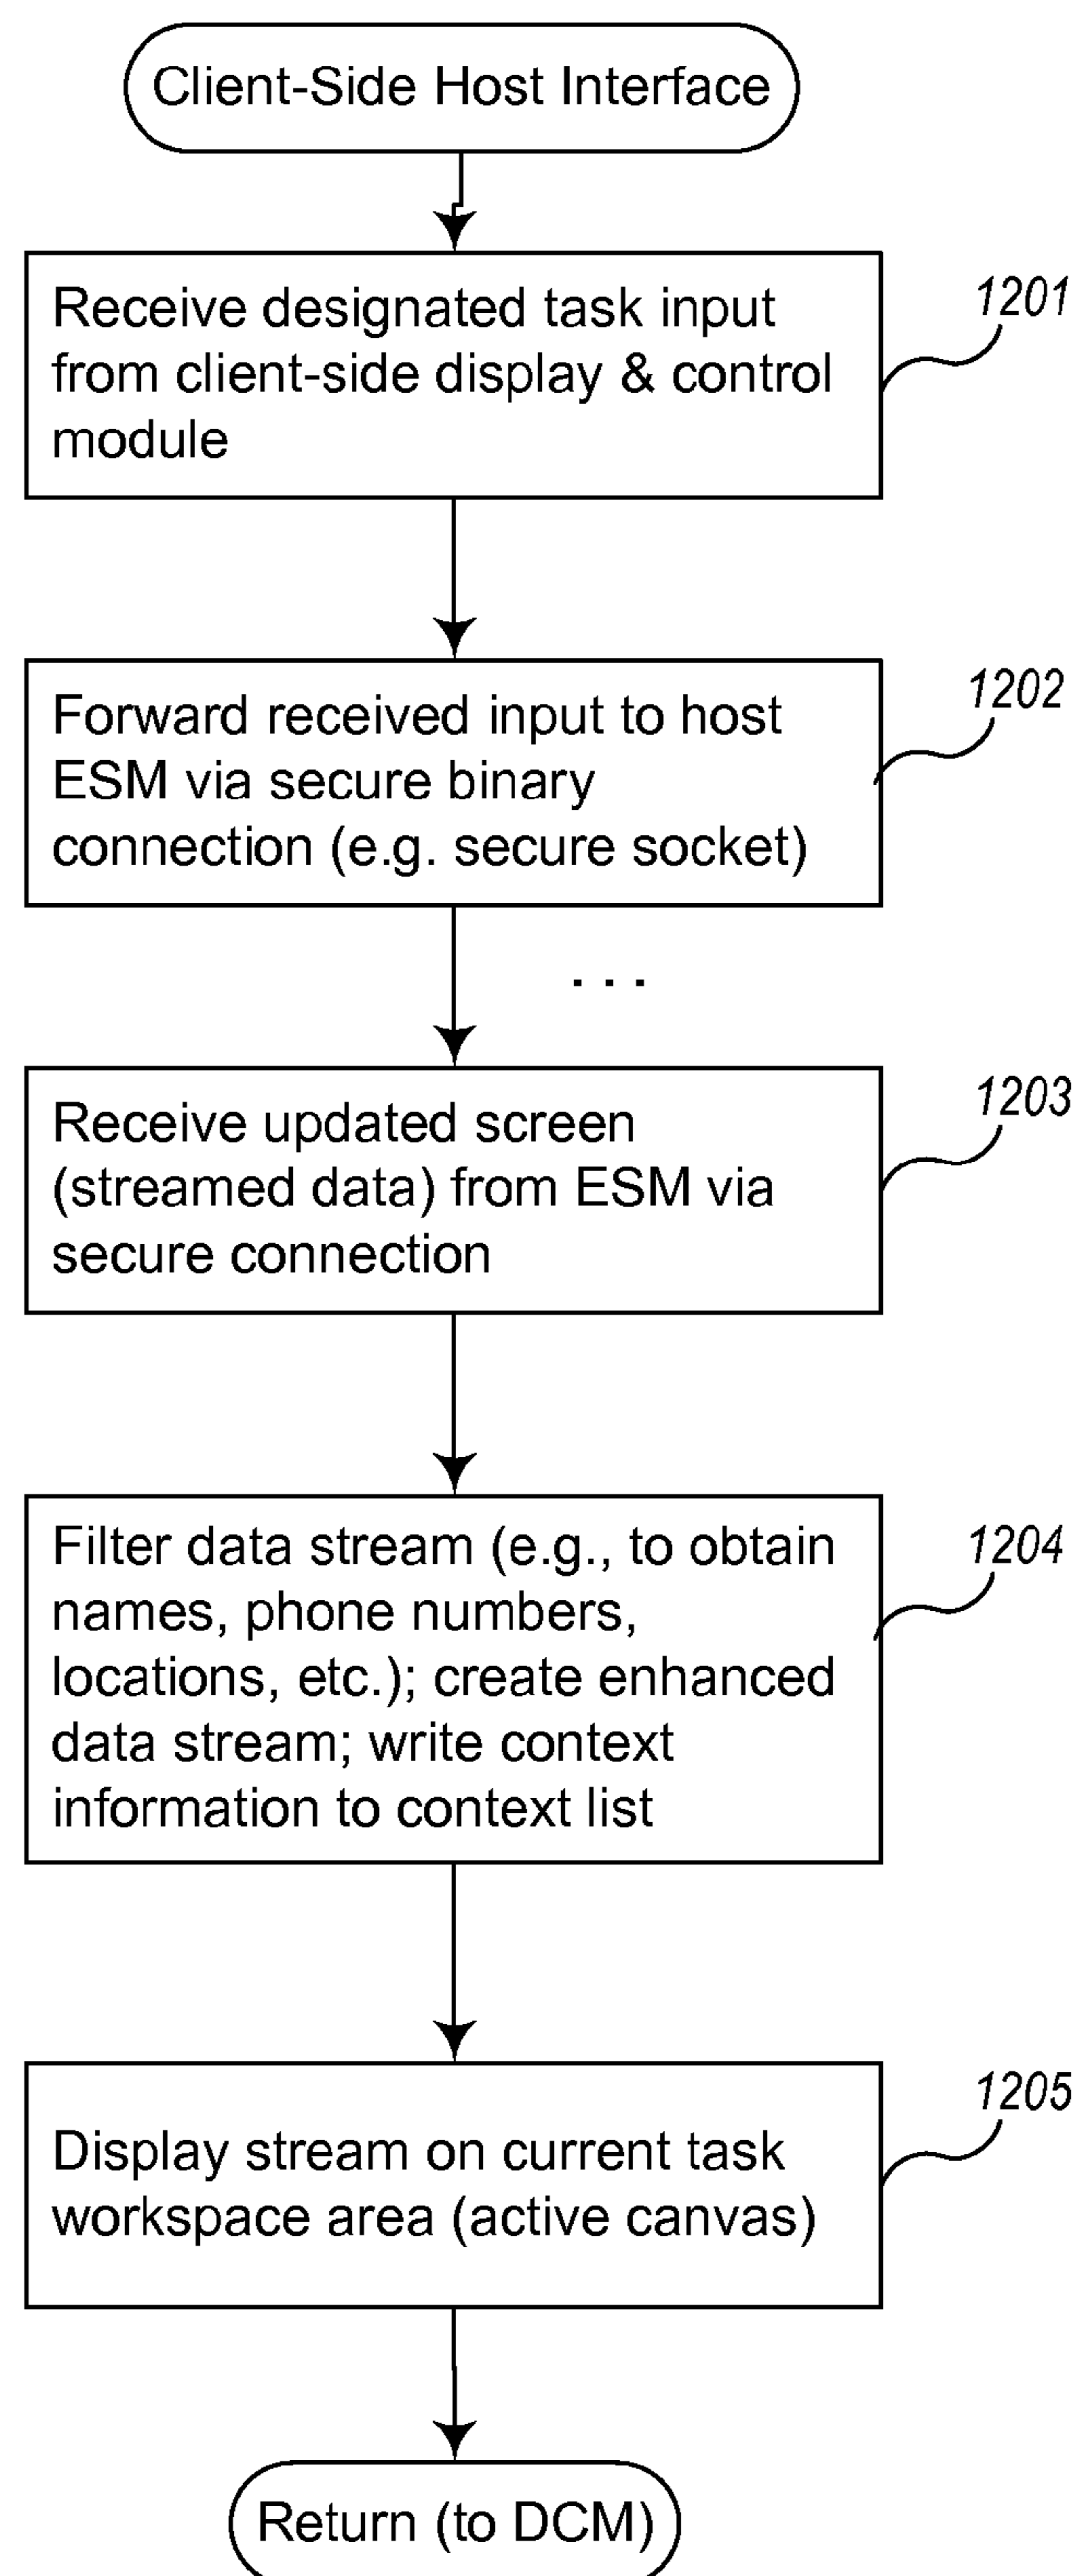 Client-Side Host Interface
Receive designated task input
from client-side display & control
module
1201
Forward received input to host
ESM via secure binary
connection (e.g. secure socket)
1202
. . .
Receive updated screen
(streamed data) from ESM via
secure connection
1203
Filter data stream (e.g., to obtain
names, phone numbers,
locations, etc.); create enhanced
data stream; write context
information to context list
1204
Display stream on current task
workspace area (active canvas)
1205
Return (to DCM)